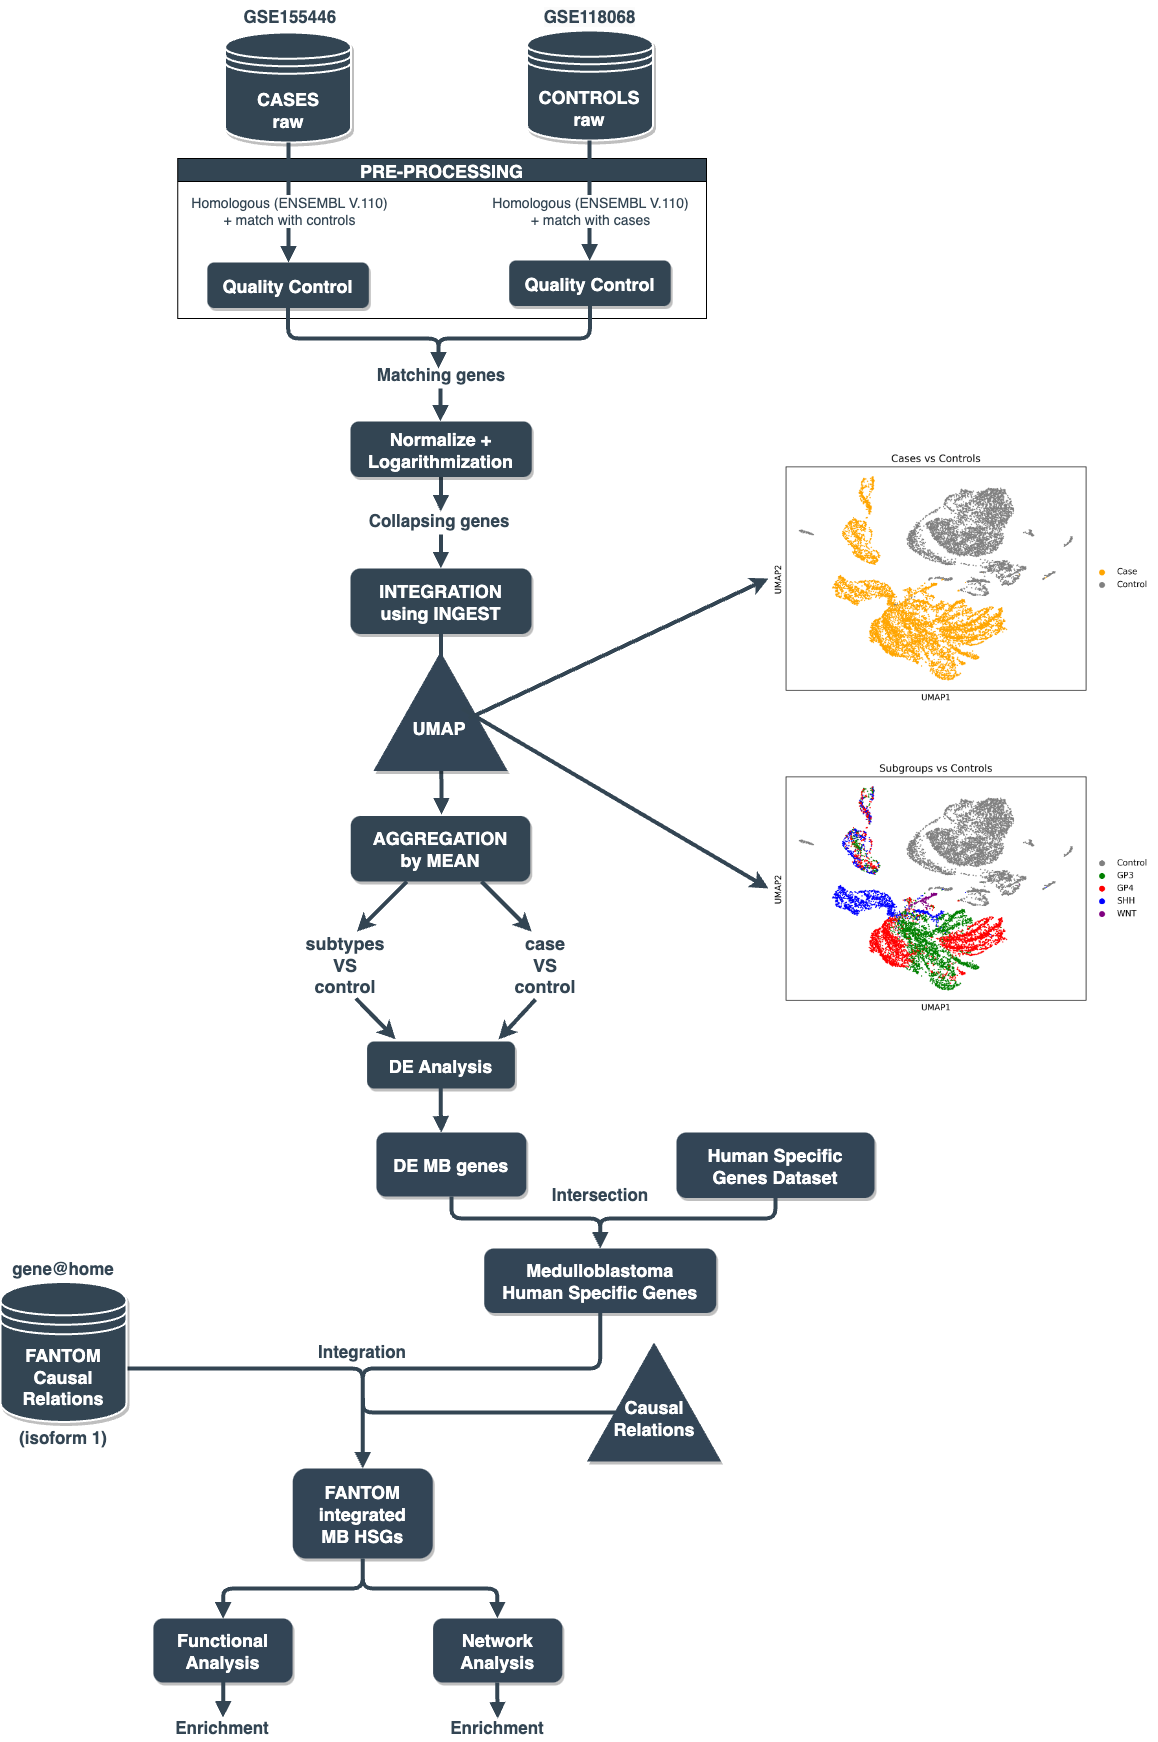 GSE155446
GSE118068
CASES
raw
CONTROLS
raw
PRE-PROCESSING
Homologous (ENSEMBL V.110)
+ match with controls
Homologous (ENSEMBL V.110)
+ match with cases
Quality Control
Quality Control
Matching genes
Normalize +
Logarithmization
Collapsing genes
INTEGRATION
using INGEST
UMAP
Cases vs Controls
UMAP2
UMAP1
Case
Control
Subgroups vs Controls
UMAP2
UMAP1
Control
GP3
GP4
SHH
WNT
AGGREGATION
by MEAN
subtypes
VS
control
case
VS
control
DE Analysis
DE MB genes
Human Specific
Genes Dataset
Intersection
Medulloblastoma
Human Specific Genes
gene@home
FANTOM
Causal
Relations
(isoform 1)
Integration
Causal
Relations
FANTOM
integrated
MB HSGs
Functional
Analysis
Network
Analysis
Enrichment
Enrichment